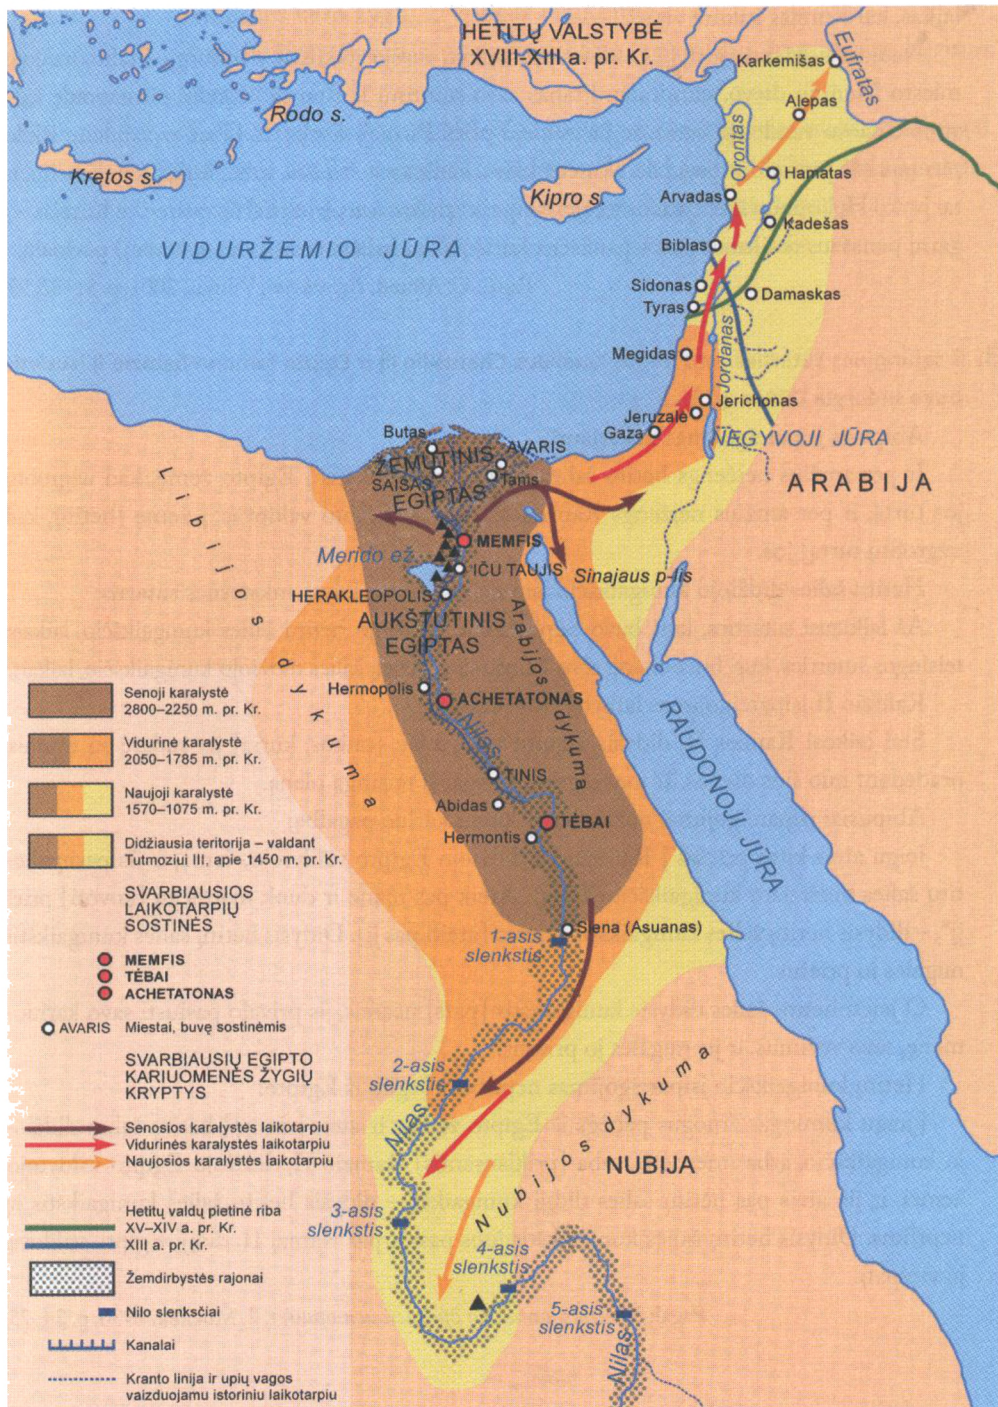 HETITŲ VALSTYBĖ
XVIII-XIII a. pr. Kr.
Karkemišas
Eufratas
Alepas
Rodo s.
Orontas
Kretos s.
Hamatas
Kipro s.
Arvadas
Kadešas
VIDURŽEMIO JŪRA
Biblas
Sidonas
Damaskas
Tyras
Jordanas
Megidas
Jerichonas
Jeruzalė
Gaza
NEGYVOJI JŪRA
Butas
AVARIS
ŽEMUTINIS
SAISAS
Tanis
EGIPTAS
ARABIJA
Libijos dykuma
MEMFIS
Merido ež.
IČU TAUJIS
Sinajaus p-lis
HERAKLEOPOLIS
AUKŠTUTINIS
EGIPTAS
Arabijos dykuma
Hermopolis
ACHETATONAS
Nilas
RAUDONOJI JŪRA
TINIS
Abidas
TĖBAI
Hermontis
Siena (Asuanas)
1-asis
slenkstis
2-asis
slenkstis
Nilas
Nubijos dykuma
NUBIJA
3-asis
slenkstis
4-asis
slenkstis
5-asis
slenkstis
Nilas
Senoji karalystė
2800–2250 m. pr. Kr.
Vidurinė karalystė
2050–1785 m. pr. Kr.
Naujoji karalystė
1570–1075 m. pr. Kr.
Didžiausia teritorija – valdant
Tutmoziui III, apie 1450 m. pr. Kr.
SVARBIAUSIOS
LAIKOTARPIŲ
SOSTINĖS
MEMFIS
TĖBAI
ACHETATONAS
AVARIS Miestai, buvę sostinėmis
SVARBIAUSIŲ EGIPTO
KARIUOMENĖS ŽYGIŲ
KRYPTYS
Senosios karalystės laikotarpiu
Vidurinės karalystės laikotarpiu
Naujosios karalystės laikotarpiu
Hetitų valdų pietinė riba
XV–XIV a. pr. Kr.
XIII a. pr. Kr.
Žemdirbystės rajonai
Nilo slenksčiai
Kanalai
Kranto linija ir upių vagos
vaizduojamu istoriniu laikotarpiu